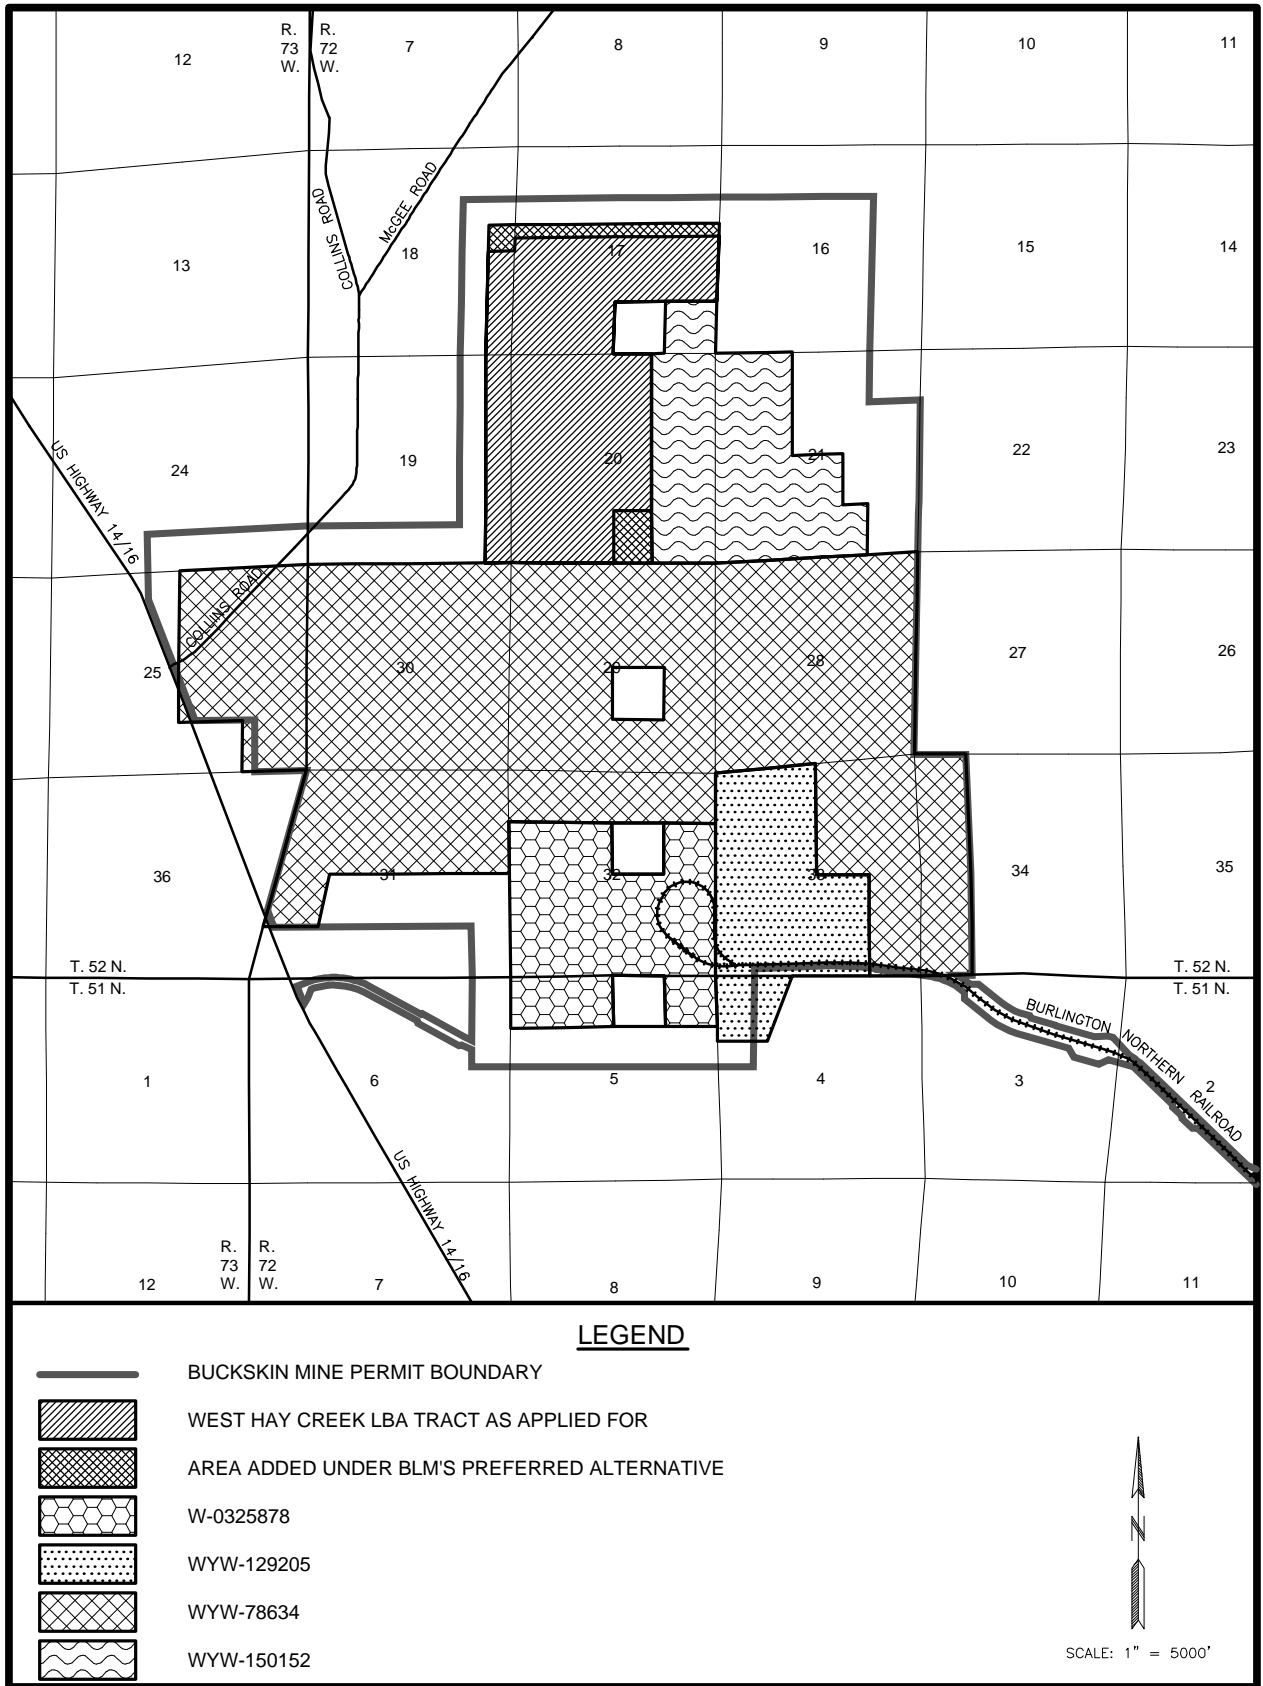 R. R.
73 72
W. W.
12
7
8
9
10
11
COLLINS ROAD
McGEE ROAD
13
18
17
16
15
14
US HIGHWAY 14/16
24
19
20
21
22
23
COLLINS ROAD
25
30
29
28
27
26
36
31
32
33
34
35
T. 52 N.
T. 51 N.
T. 52 N.
T. 51 N.
BURLINGTON NORTHERN RAILROAD
1
6
5
4
3
2
US HIGHWAY 14/16
R. R.
73 72
W. W.
12
7
8
9
10
11
LEGEND
BUCKSKIN MINE PERMIT BOUNDARY
WEST HAY CREEK LBA TRACT AS APPLIED FOR
AREA ADDED UNDER BLM'S PREFERRED ALTERNATIVE
W-0325878
WYW-129205
WYW-78634
WYW-150152
N
SCALE: 1" = 5000'